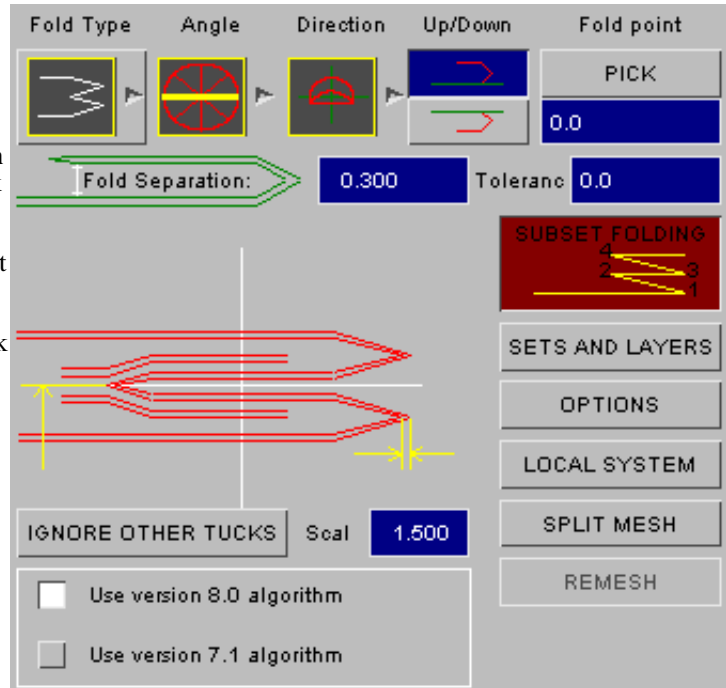 Fold Type Angle Direction Up/Down Fold point
PICK
0.0
Fold Separation: 0.300 Toleranc 0.0
SUBSET FOLDING
4
2 3
1
SETS AND LAYERS
OPTIONS
LOCAL SYSTEM
IGNORE OTHER TUCKS Scal 1.500 SPLIT MESH
REMESH
Use version 8.0 algorithm
Use version 7.1 algorithm